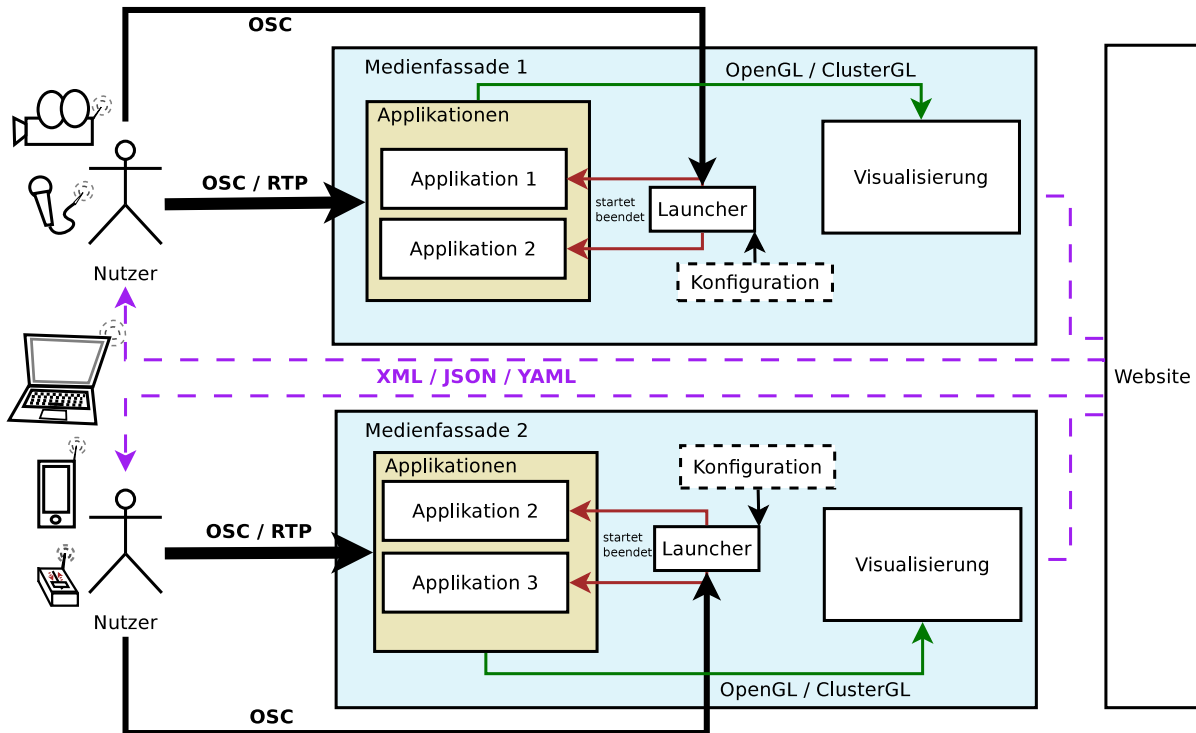 OSC
Medienfassade 1
OpenGL / ClusterGL
Applikationen
Applikation 1
Visualisierung
OSC / RTP
startet
beendet
Launcher
Applikation 2
Nutzer
Konfiguration
XML / JSON / YAML
Website
Medienfassade 2
Applikationen
Konfiguration
Applikation 2
OSC / RTP
startet
beendet
Launcher
Visualisierung
Applikation 3
Nutzer
OpenGL / ClusterGL
OSC